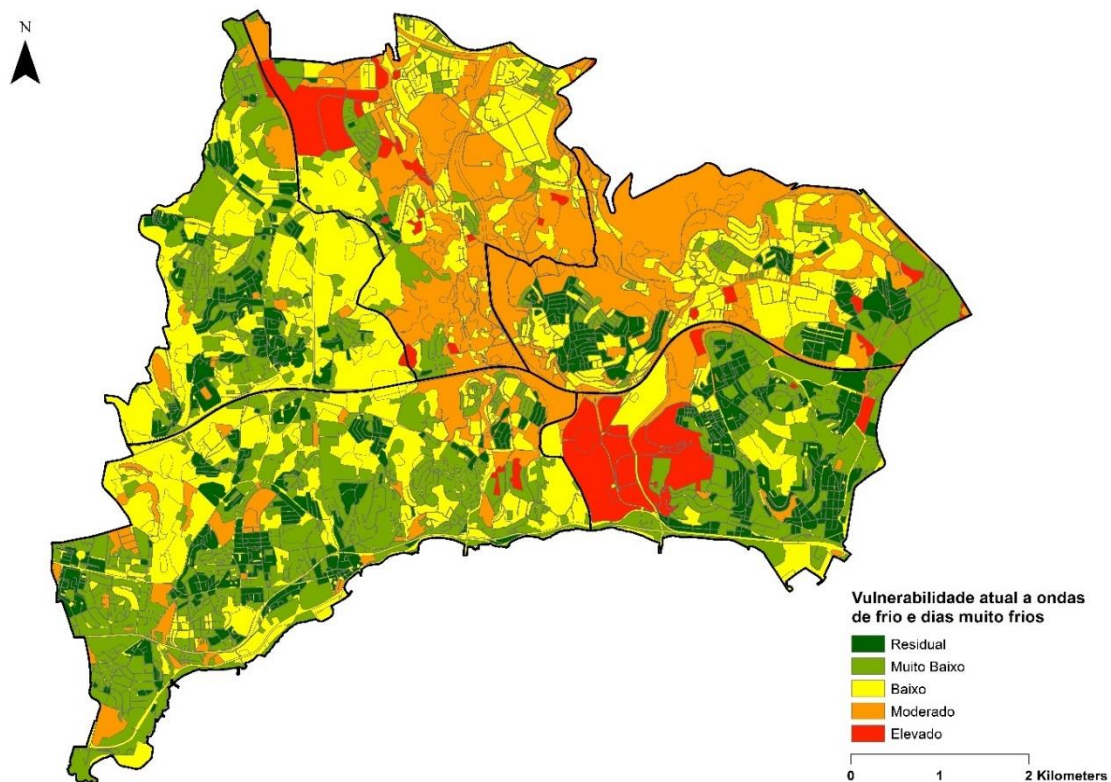 N
Vulnerabilidade atual a ondas
de frio e dias muito frios
Residual
Muito Baixo
Baixo
Moderado
Elevado
0 1 2 Kilometers